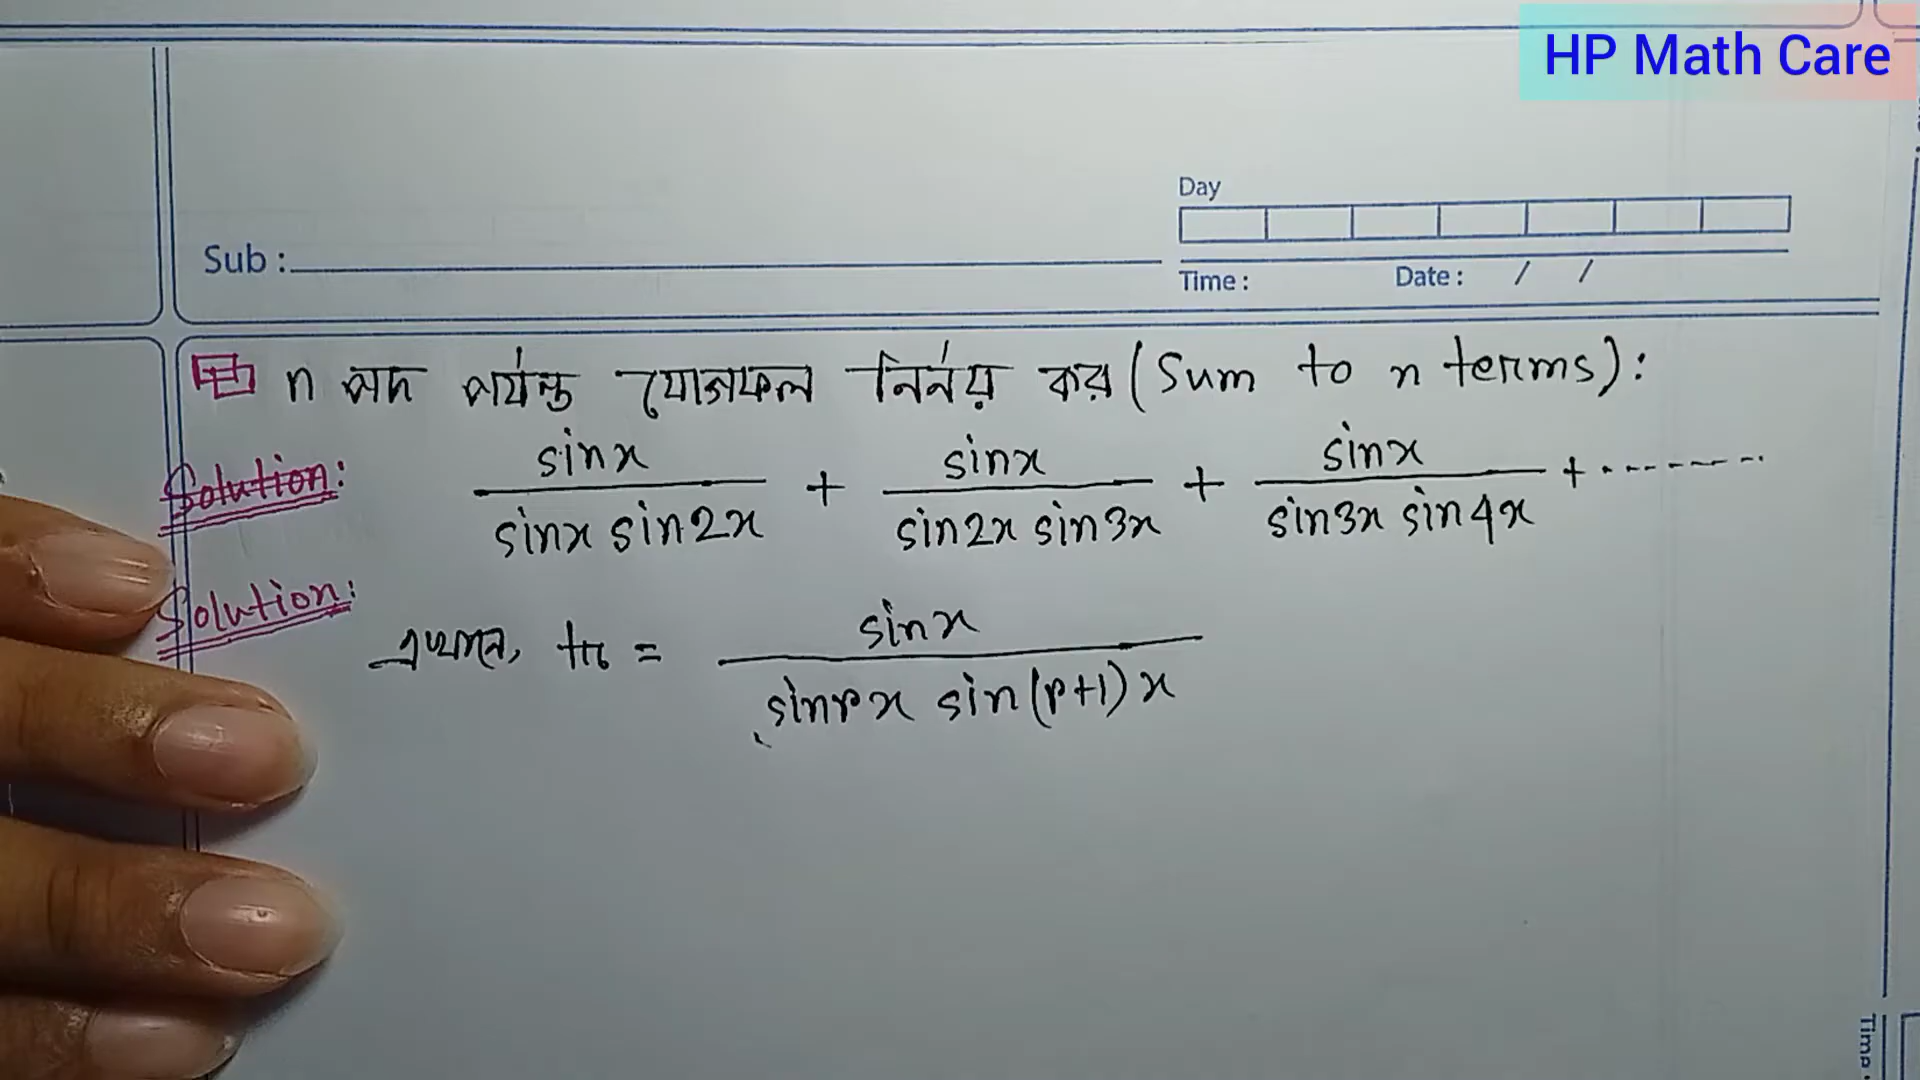 HP Math Care
Day
Sub :
Time : Date : / /
n পদ পর্যন্ত যোগফল নির্ণয় কর (Sum to n terms):
Solution: sinx/(sinx sin2x) + sinx/(sin2x sin3x) + sinx/(sin3x sin4x) + ........
Solution:
এখানে, tr = sinx/(sinrx sin(r+1)x)
Time